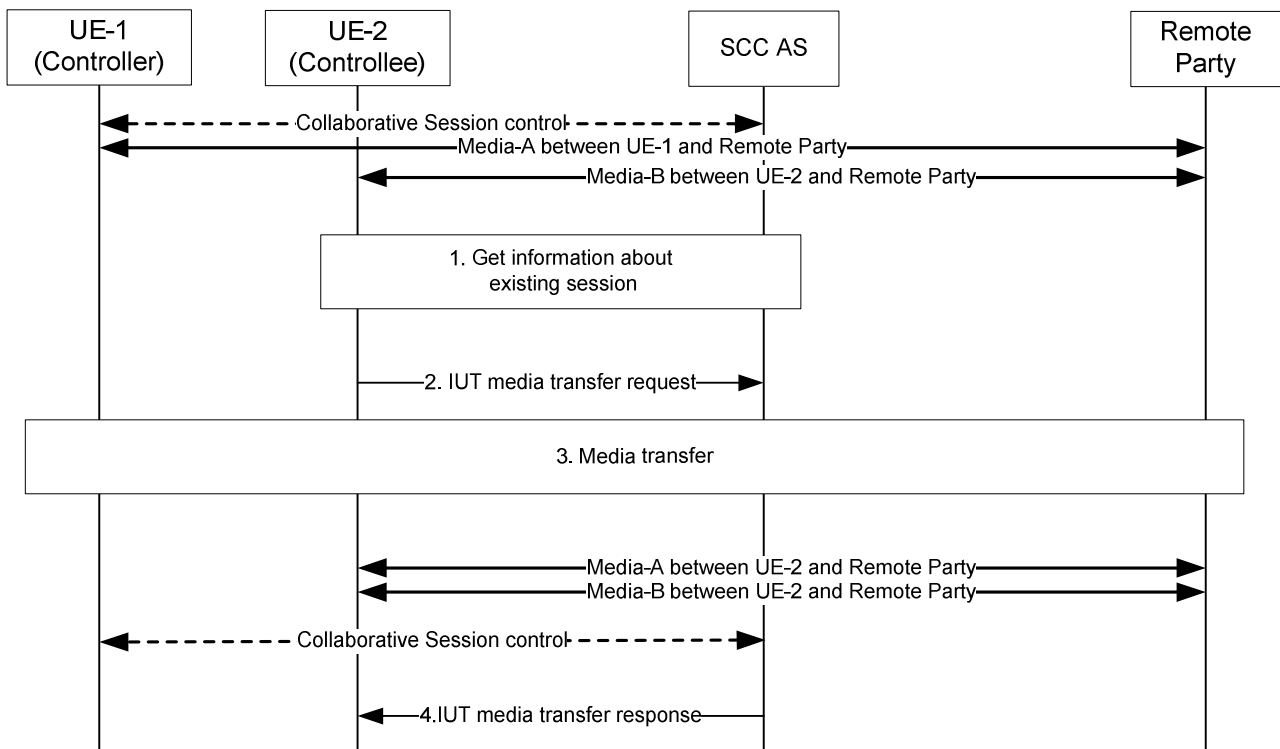 UE-1
(Controller)
UE-2
(Controllee)
SCC AS
Remote
Party
Collaborative Session control
Media-A between UE-1 and Remote Party
Media-B between UE-2 and Remote Party
1. Get information about
existing session
2. IUT media transfer request
3. Media transfer
Media-A between UE-2 and Remote Party
Media-B between UE-2 and Remote Party
Collaborative Session control
4.IUT media transfer response